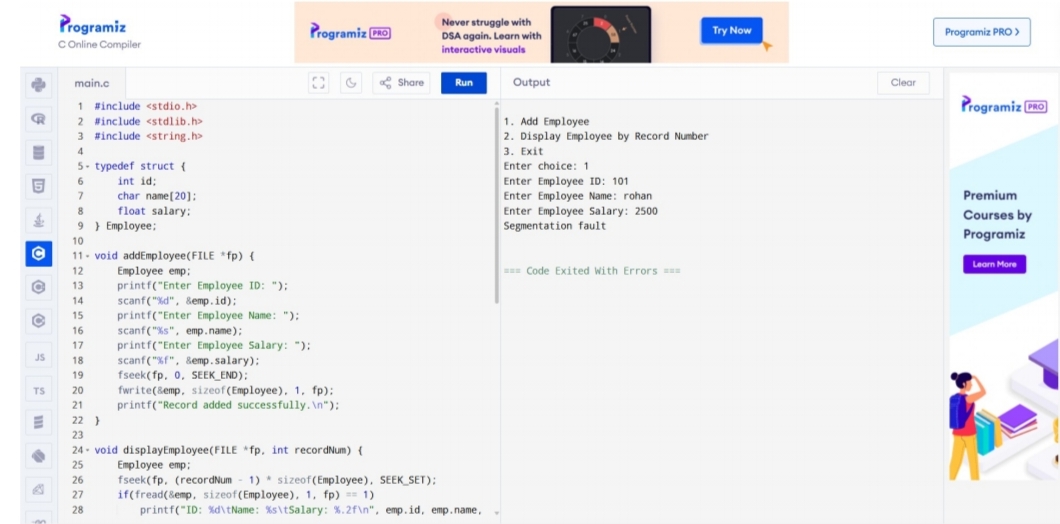 Programiz
C Online Compiler
Programiz PRO
Never struggle with
DSA again. Learn with
interactive visuals
Try Now
Programiz PRO >
main.c
Share
Run
Output
Clear
1 #include <stdio.h>
2 #include <stdlib.h>
3 #include <string.h>
4
5 typedef struct {
6     int id;
7     char name[20];
8     float salary;
9 } Employee;
10
11 void addEmployee(FILE *fp) {
12     Employee emp;
13     printf("Enter Employee ID: ");
14     scanf("%d", &emp.id);
15     printf("Enter Employee Name: ");
16     scanf("%s", emp.name);
17     printf("Enter Employee Salary: ");
18     scanf("%f", &emp.salary);
19     fseek(fp, 0, SEEK_END);
20     fwrite(&emp, sizeof(Employee), 1, fp);
21     printf("Record added successfully.\n");
22 }
23
24 void displayEmployee(FILE *fp, int recordNum) {
25     Employee emp;
26     fseek(fp, (recordNum - 1) * sizeof(Employee), SEEK_SET);
27     if(fread(&emp, sizeof(Employee), 1, fp) == 1)
28         printf("ID: %d\tName: %s\tSalary: %.2f\n", emp.id, emp.name,
1. Add Employee
2. Display Employee by Record Number
3. Exit
Enter choice: 1
Enter Employee ID: 101
Enter Employee Name: rohan
Enter Employee Salary: 2500
Segmentation fault
=== Code Exited With Errors ===
JS
TS
Programiz PRO
Premium
Courses by
Programiz
Learn More